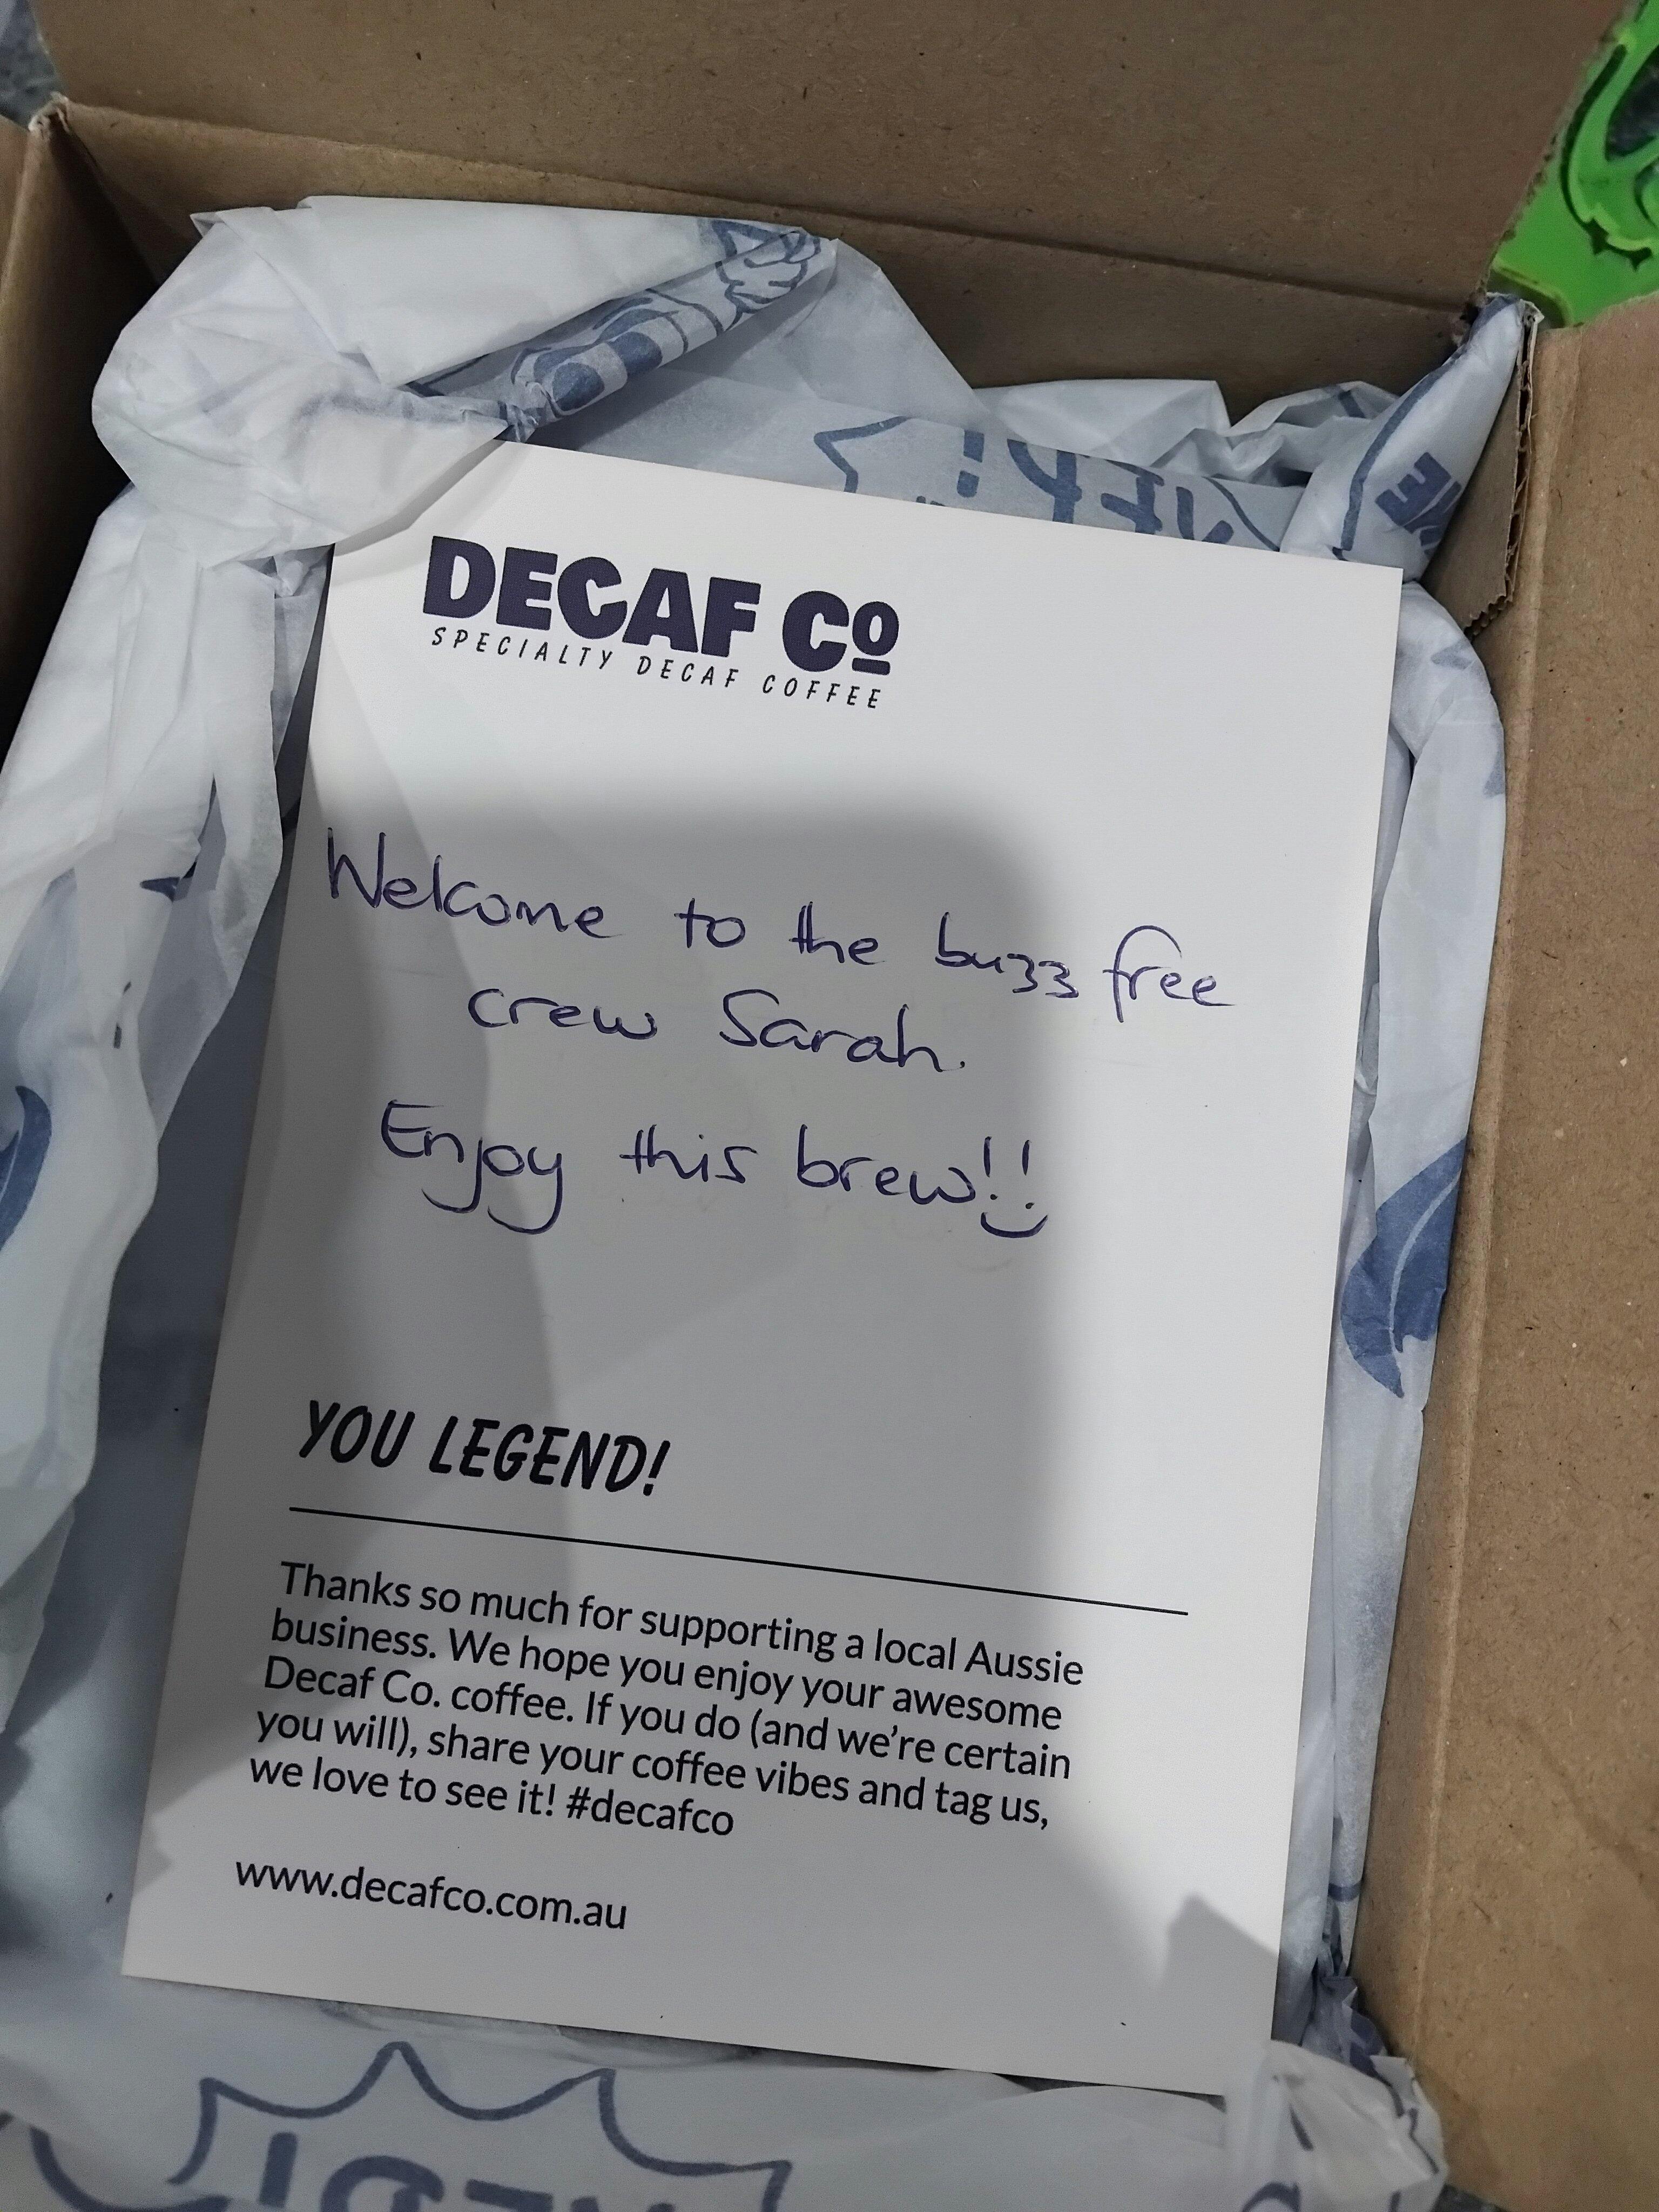 DECAF Co
SPECIALTY DECAF COFFEE
Welcome to the buzz free
crew Sarah.
Enjoy this brew!!
YOU LEGEND!
Thanks so much for supporting a local Aussie
business. We hope you enjoy your awesome
Decaf Co. coffee. If you do (and we're certain
you will), share your coffee vibes and tag us,
we love to see it! #decafco
www.decafco.com.au